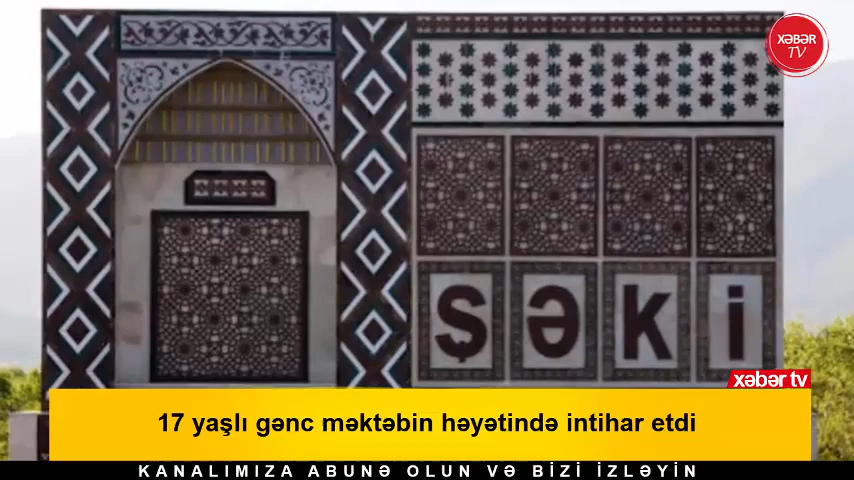 XƏBƏR
TV
ŞƏKİ
xəbər tv
17 yaşlı gənc məktəbin həyətində intihar etdi
KANALIMIZA ABUNƏ OLUN VƏ BİZİ İZLƏYİN